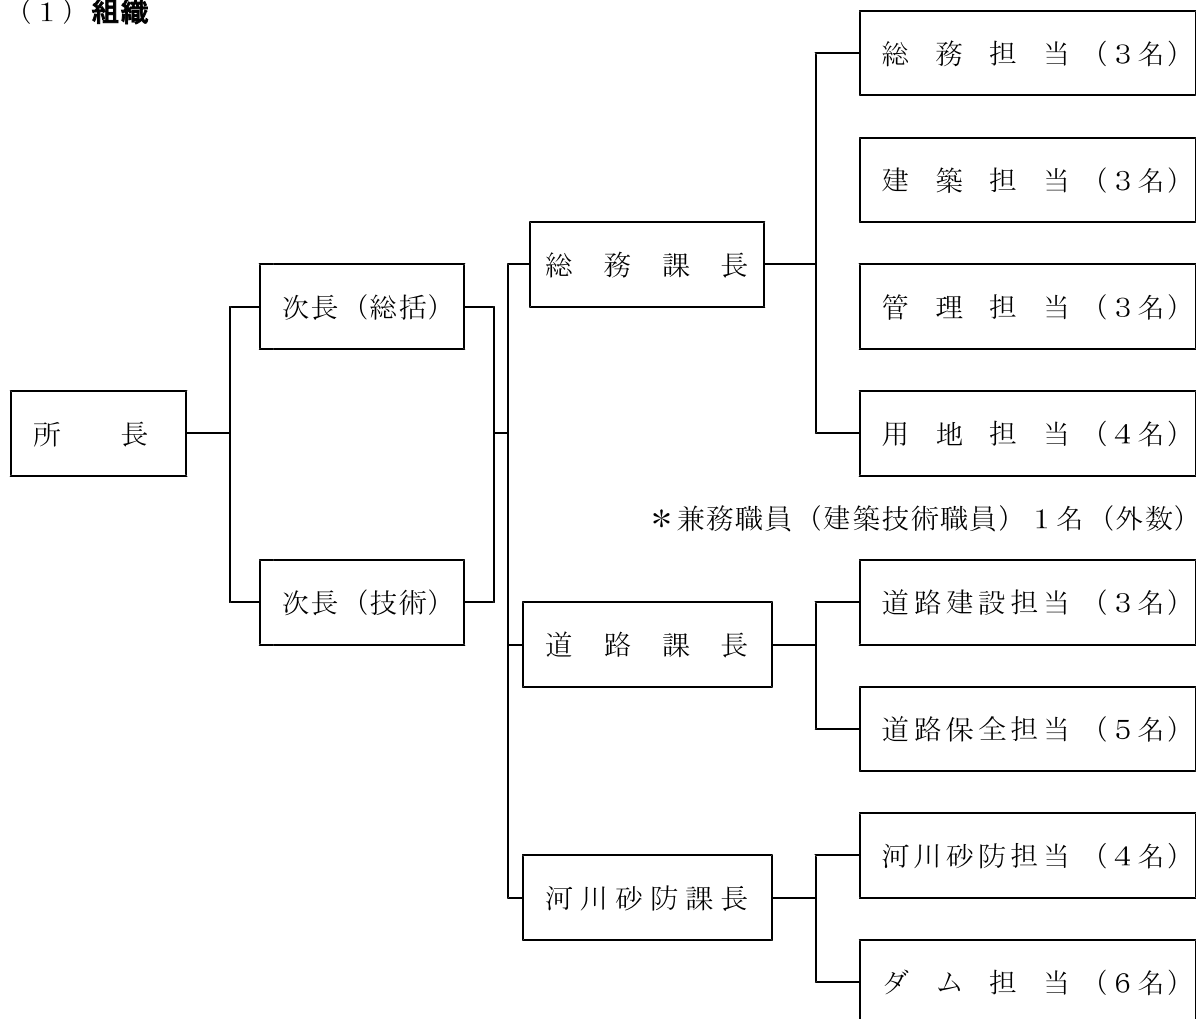 （１）組織
総務担当（３名）
建築担当（３名）
総務課長
管理担当（３名）
次長（総括）
所長
用地担当（４名）
＊兼務職員（建築技術職員）１名（外数）
次長（技術）
道路建設担当（３名）
道路課長
道路保全担当（５名）
河川砂防担当（４名）
河川砂防課長
ダム担当（６名）